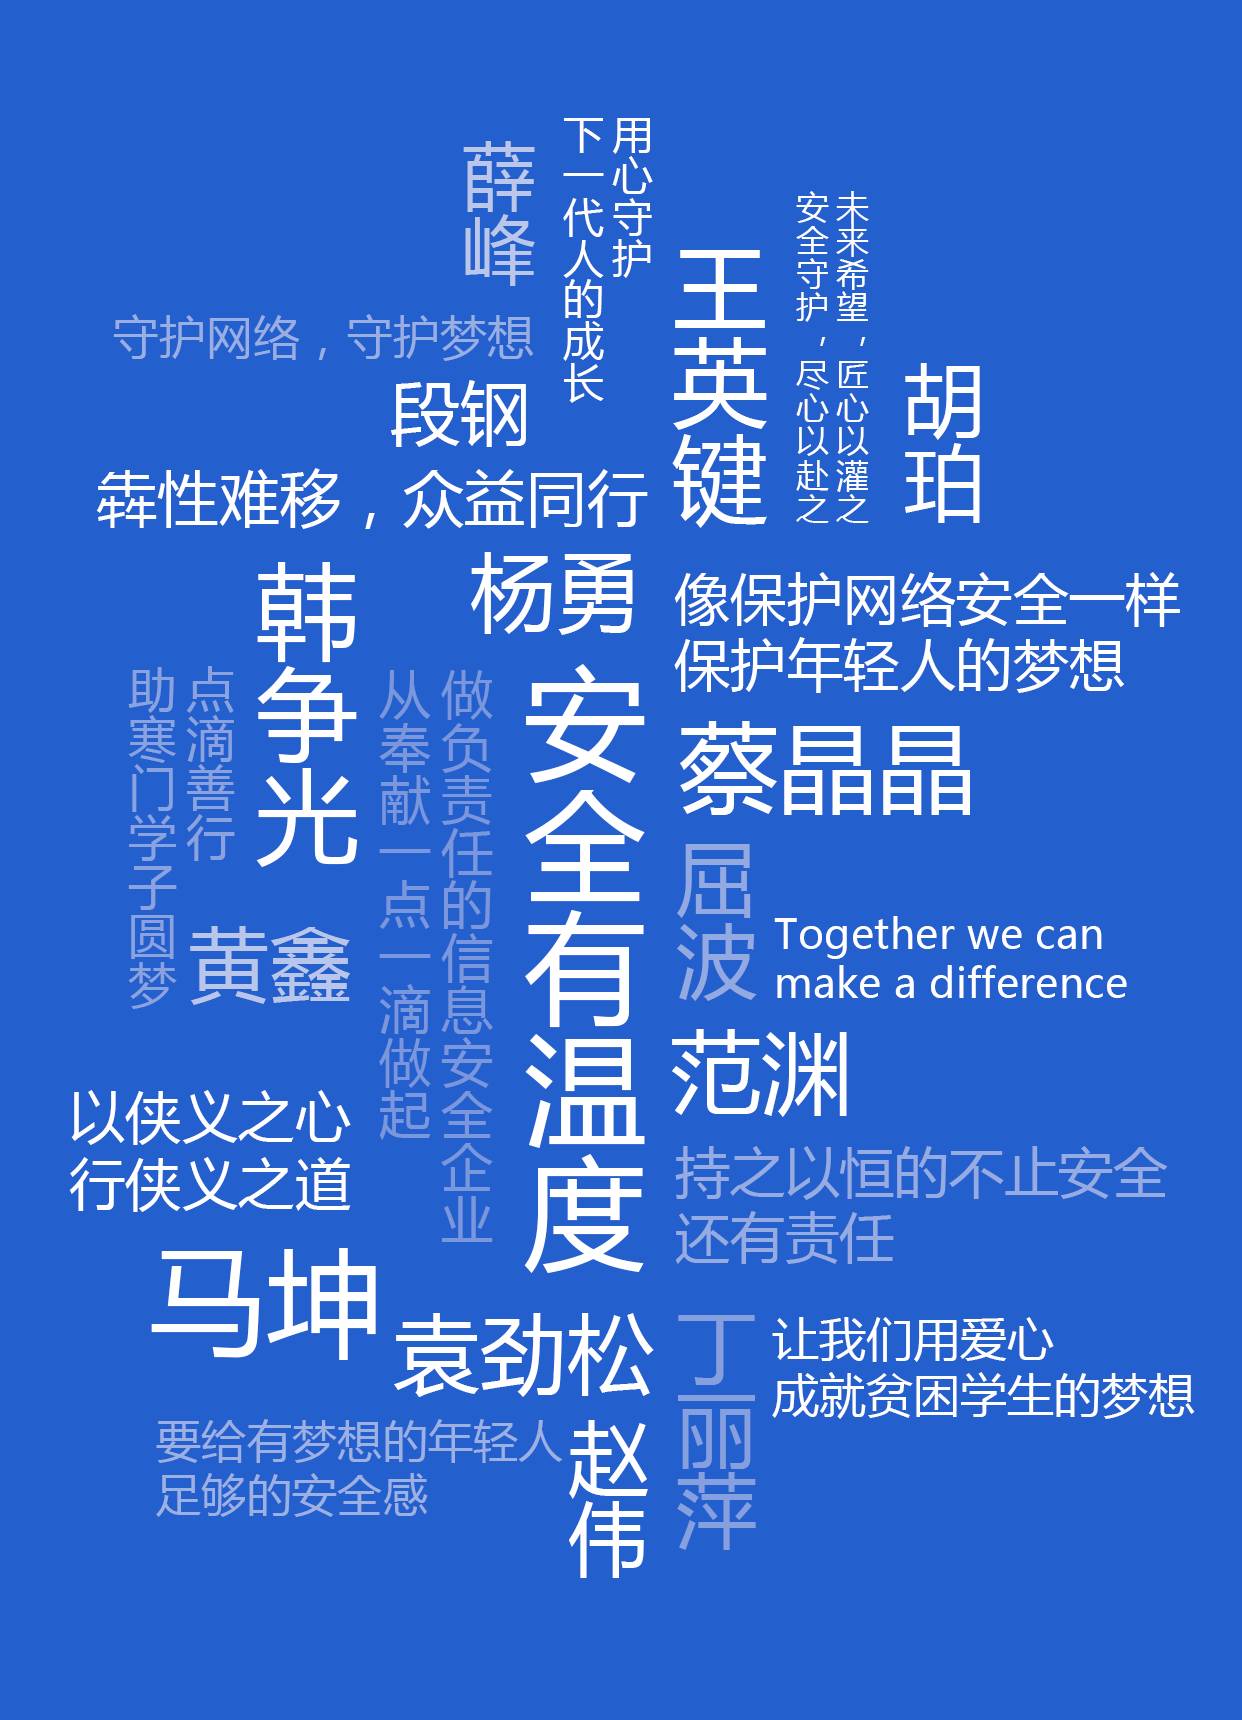 薛峰
用心守护
下一代人的成长
守护网络，守护梦想
段钢
犇性难移，众益同行
王英键
未来希望，匠心以灌之
安全守护，尽心以赴之
胡珀
杨勇
像保护网络安全一样
保护年轻人的梦想
韩争光
点滴善行
助寒门学子圆梦
黄鑫
做负责任的信息安全企业
从奉献一点一滴做起
安全有温度
蔡晶晶
屈波
Together we can
make a difference
范渊
持之以恒的不止安全
还有责任
以侠义之心
行侠义之道
马坤
袁劲松
丁丽萍
让我们用爱心
成就贫困学生的梦想
要给有梦想的年轻人
足够的安全感
赵伟